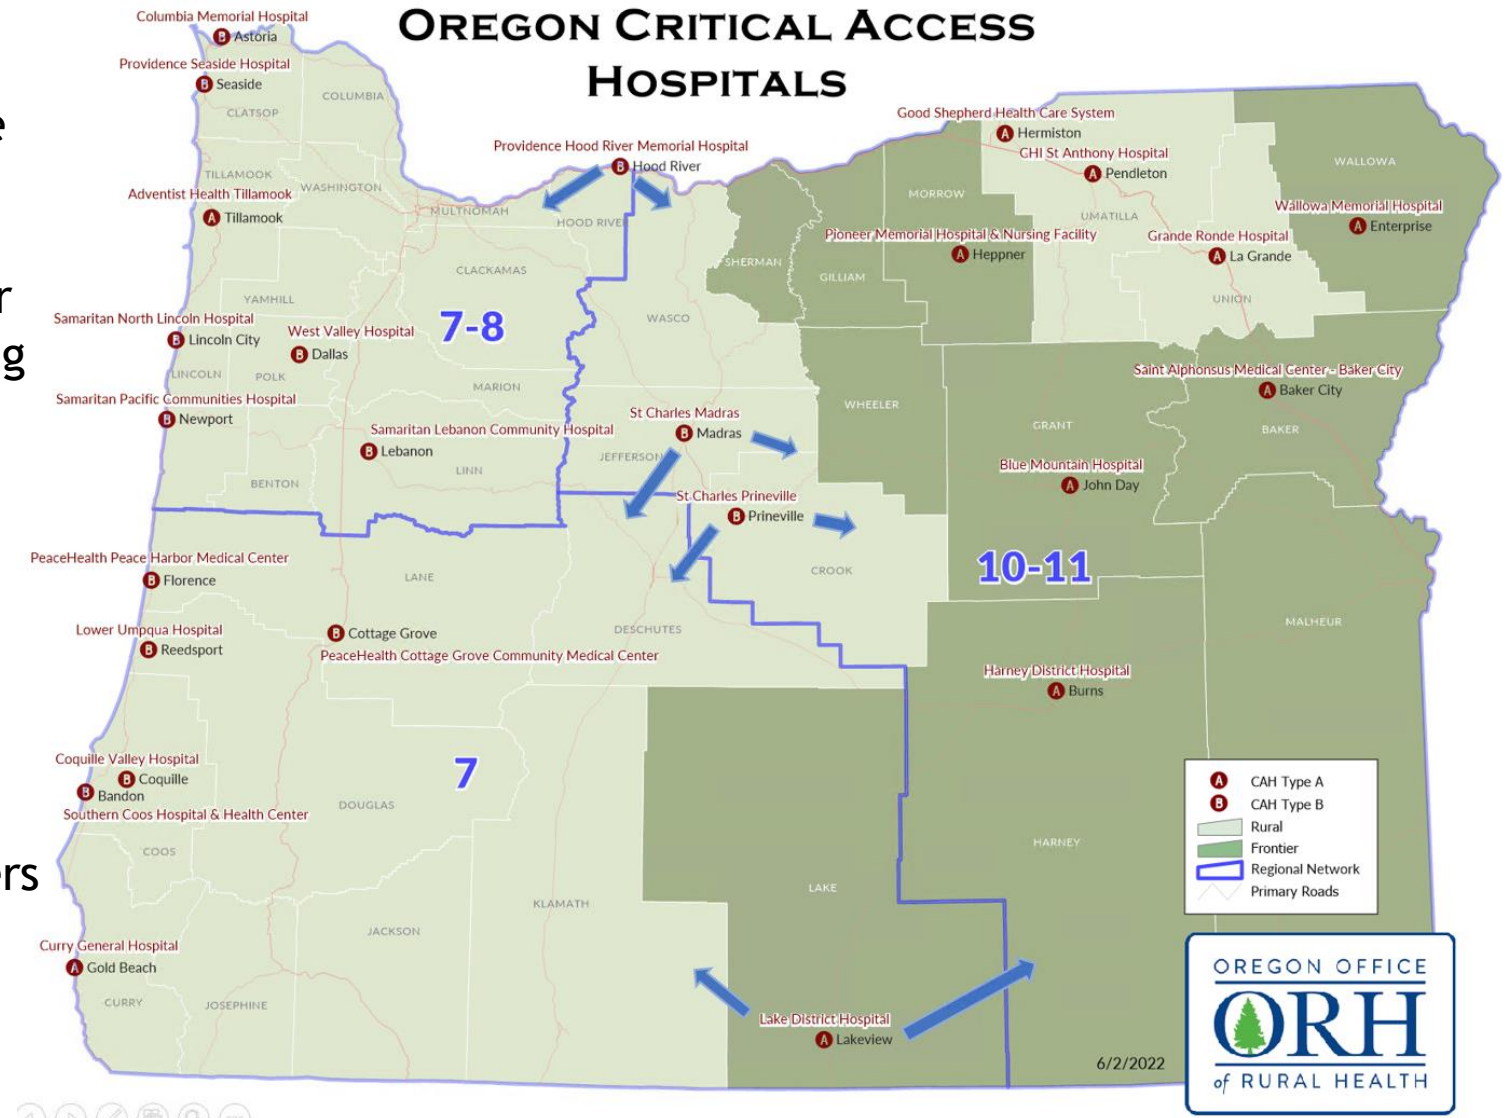 OREGON CRITICAL ACCESS
HOSPITALS
Columbia Memorial Hospital
B Astoria
Providence Seaside Hospital
B Seaside
CLATSOP
COLUMBIA
e
Good Shepherd Health Care System
A Hermiston
Providence Hood River Memorial Hospital
B Hood River
CHI St Anthony Hospital
A Pendleton
WALLOWA
TILLAMOOK
WASHINGTON
Adventist Health Tillamook
A Tillamook
MULTNOMAH
HOOD RIVER
MORROW
UMATILLA
Wallowa Memorial Hospital
A Enterprise
Pioneer Memorial Hospital & Nursing Facility
A Heppner
Grande Ronde Hospital
A La Grande
SHERMAN
GILLIAM
CLACKAMAS
YAMHILL
UNION
r
Samaritan North Lincoln Hospital
B Lincoln City
West Valley Hospital
B Dallas
7-8
WASCO
ng
LINCOLN
POLK
MARION
Saint Alphonsus Medical Center - Baker City
A Baker City
Samaritan Pacific Communities Hospital
B Newport
St Charles Madras
B Madras
WHEELER
GRANT
BAKER
Samaritan Lebanon Community Hospital
B Lebanon
LINN
JEFFERSON
BENTON
Blue Mountain Hospital
A John Day
St Charles Prineville
B Prineville
PeaceHealth Peace Harbor Medical Center
B Florence
LANE
CROOK
10-11
Lower Umpqua Hospital
B Reedsport
B Cottage Grove
PeaceHealth Cottage Grove Community Medical Center
DESCHUTES
MALHEUR
Harney District Hospital
A Burns
Coquille Valley Hospital
B Coquille
B Bandon
Southern Coos Hospital & Health Center
7
DOUGLAS
COOS
HARNEY
LAKE
ers
KLAMATH
JACKSON
Curry General Hospital
A Gold Beach
CURRY
JOSEPHINE
Lake District Hospital
A Lakeview
A CAH Type A
B CAH Type B
Rural
Frontier
Regional Network
Primary Roads
6/2/2022
OREGON OFFICE
ORH
of RURAL HEALTH